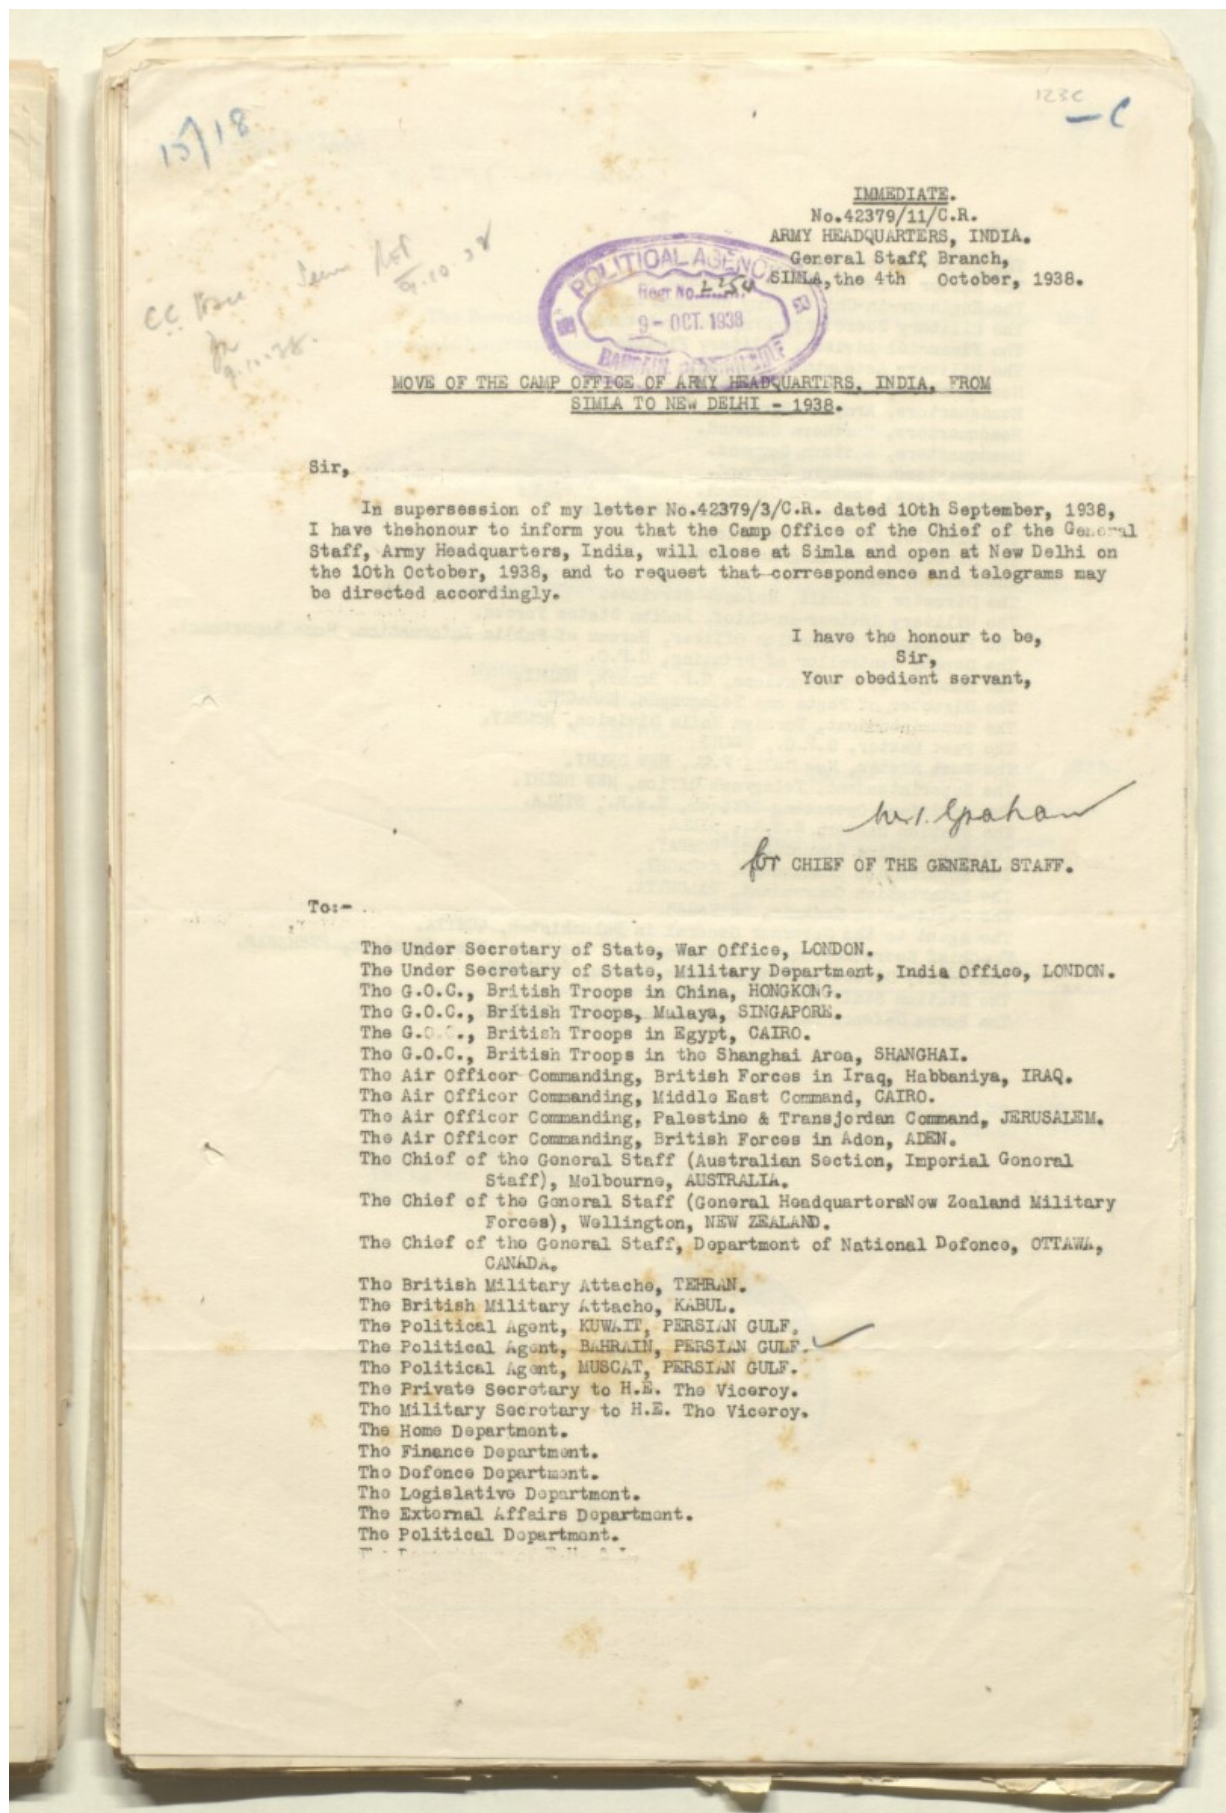 123C
15/18
— C
IMMEDIATE.
No.42379/11/C.R.
ARMY HEADQUARTERS, INDIA.
General Staff Branch,
SIMLA, the 4th October, 1938.
POLITICAL AGENCY
Regr No.
9 - OCT. 1938
BAHRAIN, PERSIAN GULF
9.10.38
9.10.38.
MOVE OF THE CAMP OFFICE OF ARMY HEADQUARTERS, INDIA, FROM
SIMLA TO NEW DELHI - 1938.
Sir,
In supersession of my letter No.42379/3/C.R. dated 10th September, 1938,
I have thehonour to inform you that the Camp Office of the Chief of the General
Staff, Army Headquarters, India, will close at Simla and open at New Delhi on
the 10th October, 1938, and to request that correspondence and telegrams may
be directed accordingly.
I have the honour to be,
Sir,
Your obedient servant,
Graham
for CHIEF OF THE GENERAL STAFF.
To:-
The Under Secretary of State, War Office, LONDON.
The Under Secretary of State, Military Department, India Office, LONDON.
The G.O.C., British Troops in China, HONGKONG.
The G.O.C., British Troops, Malaya, SINGAPORE.
The G.O.C., British Troops in Egypt, CAIRO.
The G.O.C., British Troops in the Shanghai Area, SHANGHAI.
The Air Officer Commanding, British Forces in Iraq, Habbaniya, IRAQ.
The Air Officer Commanding, Middle East Command, CAIRO.
The Air Officer Commanding, Palestine & Transjordan Command, JERUSALEM.
The Air Officer Commanding, British Forces in Aden, ADEN.
The Chief of the General Staff (Australian Section, Imperial General
Staff), Melbourne, AUSTRALIA.
The Chief of the General Staff (General HeadquartersNew Zealand Military
Forces), Wellington, NEW ZEALAND.
The Chief of the General Staff, Department of National Defence, OTTAWA,
CANADA.
The British Military Attache, TEHRAN.
The British Military Attache, KABUL.
The Political Agent, KUWAIT, PERSIAN GULF.
The Political Agent, BAHRAIN, PERSIAN GULF.
The Political Agent, MUSCAT, PERSIAN GULF.
The Private Secretary to H.E. The Viceroy.
The Military Secretary to H.E. The Viceroy.
The Home Department.
The Finance Department.
The Defence Department.
The Legislative Department.
The External Affairs Department.
The Political Department.